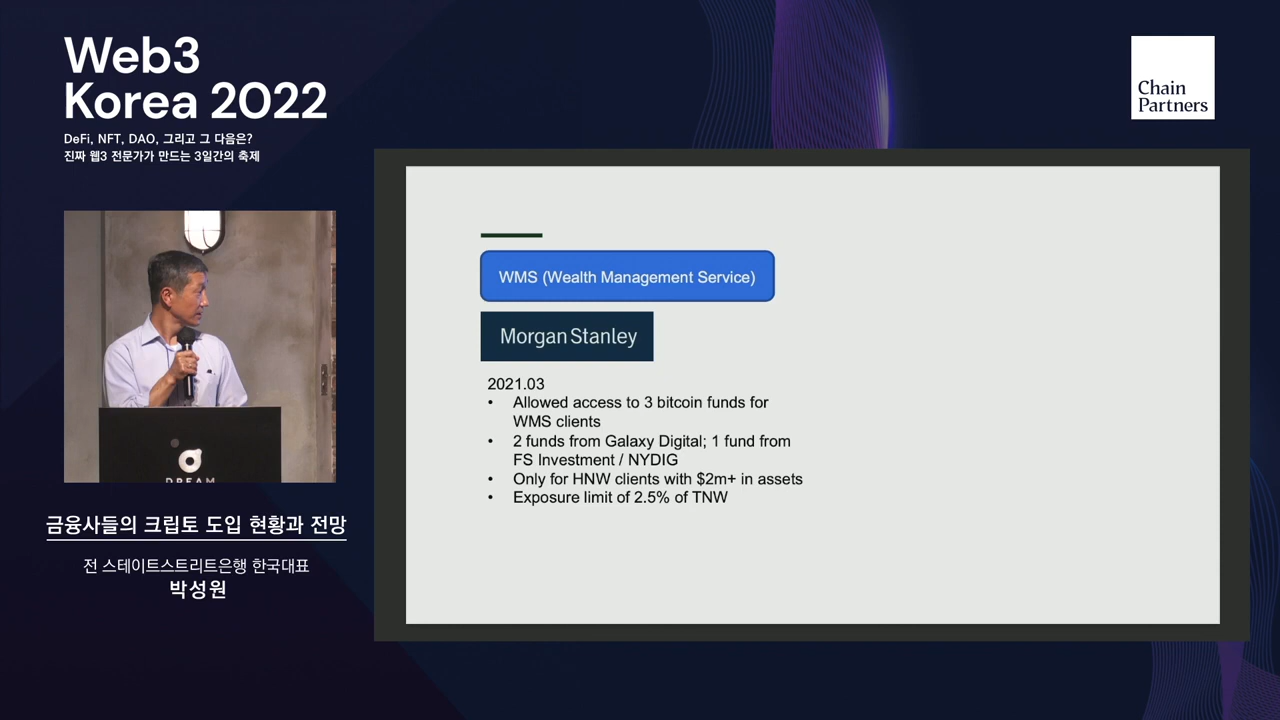 Web3
Korea 2022
DeFi, NFT, DAO, 그리고 그 다음은?
진짜 웹3 전문가가 만드는 3일간의 축제
Chain
Partners
WMS (Wealth Management Service)
Morgan Stanley
2021.03
• Allowed access to 3 bitcoin funds for
WMS clients
• 2 funds from Galaxy Digital; 1 fund from
FS Investment / NYDIG
• Only for HNW clients with $2m+ in assets
• Exposure limit of 2.5% of TNW
DREAM
금융사들의 크립토 도입 현황과 전망
전 스테이트스트리트은행 한국대표
박성원